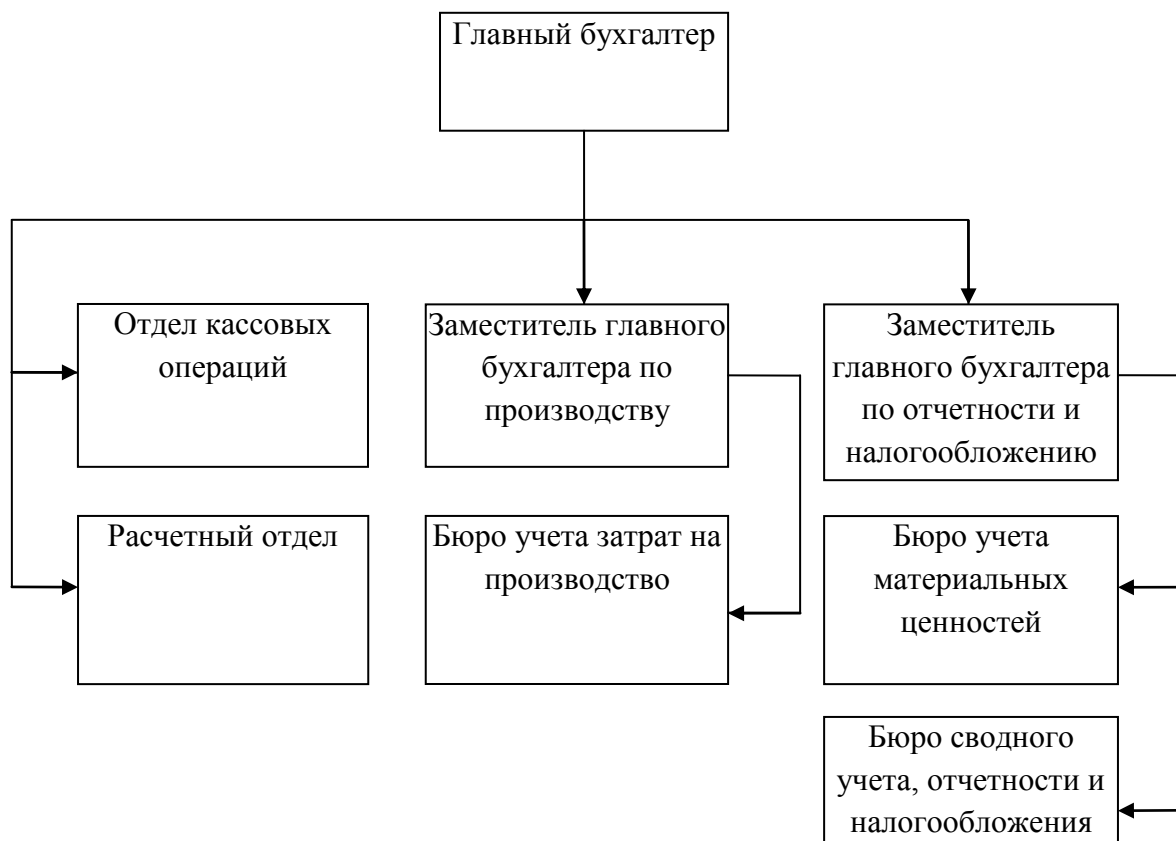 Главный бухгалтер
Отдел кассовых
операций
Заместитель главного
бухгалтера по
производству
Заместитель
главного бухгалтера
по отчетности и
налогообложению
Расчетный отдел
Бюро учета затрат на
производство
Бюро учета
материальных
ценностей
Бюро сводного
учета, отчетности и
налогообложения